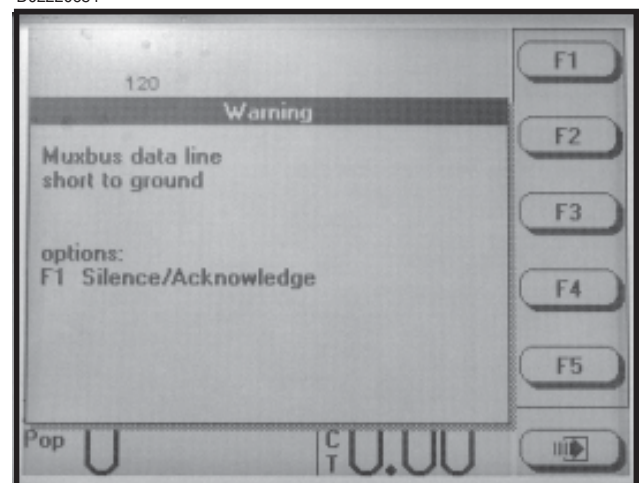 120
Warning
F1
Muxbus data line
short to ground
F2
F3
options:
F1 Silence/Acknowledge
F4
F5
Pop
C
T